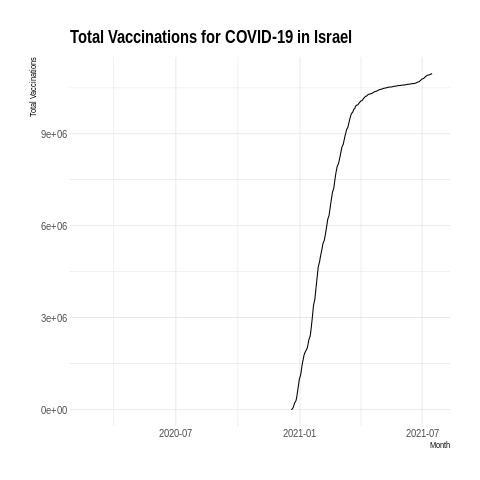 Total Vaccinations for COVID-19 in Israel
Total Vaccinations
9e+06
6e+06
3e+06
0e+00
2020-07
2021-01
2021-07
Month